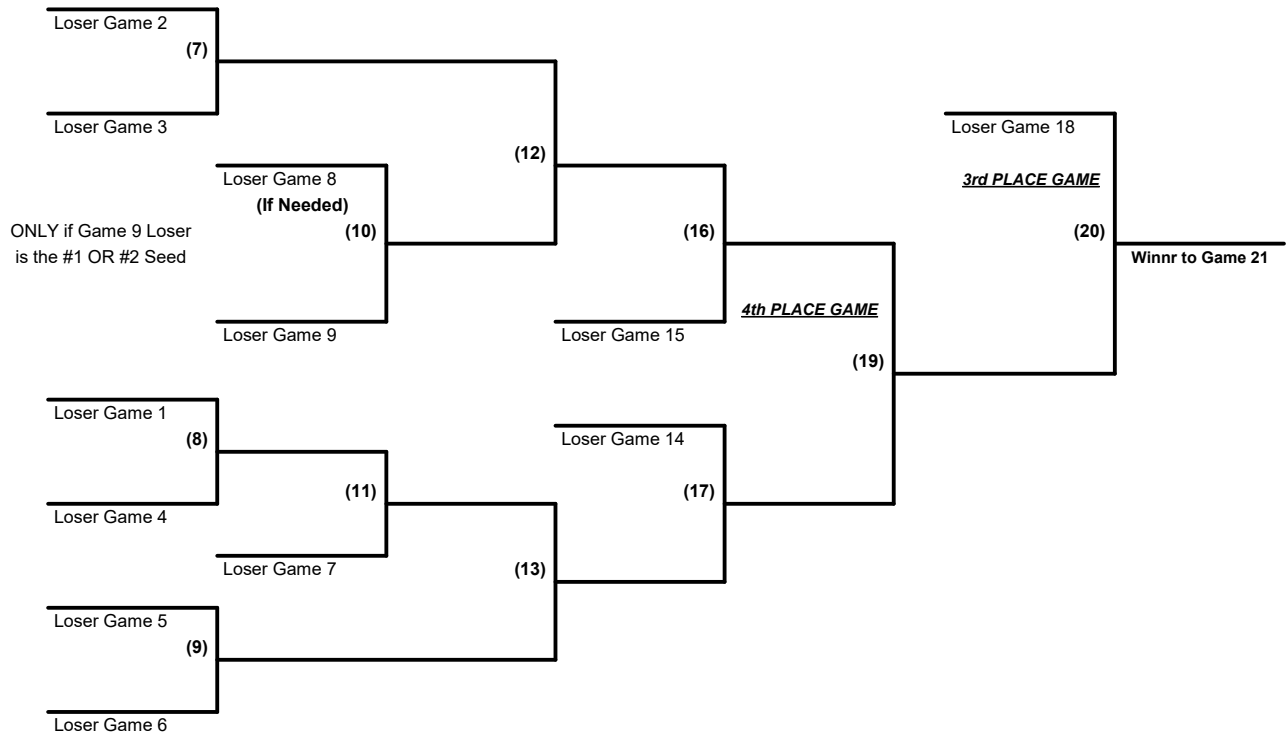 Loser Game 2
(7)
Loser Game 3
Loser Game 18
(12)
Loser Game 8
3rd PLACE GAME
(If Needed)
ONLY if Game 9 Loser
is the #1 OR #2 Seed
(10)
(16)
(20)
Winnr to Game 21
4th PLACE GAME
Loser Game 9
Loser Game 15
(19)
Loser Game 1
(8)
Loser Game 14
(11)
(17)
Loser Game 4
Loser Game 7
(13)
Loser Game 5
(9)
Loser Game 6